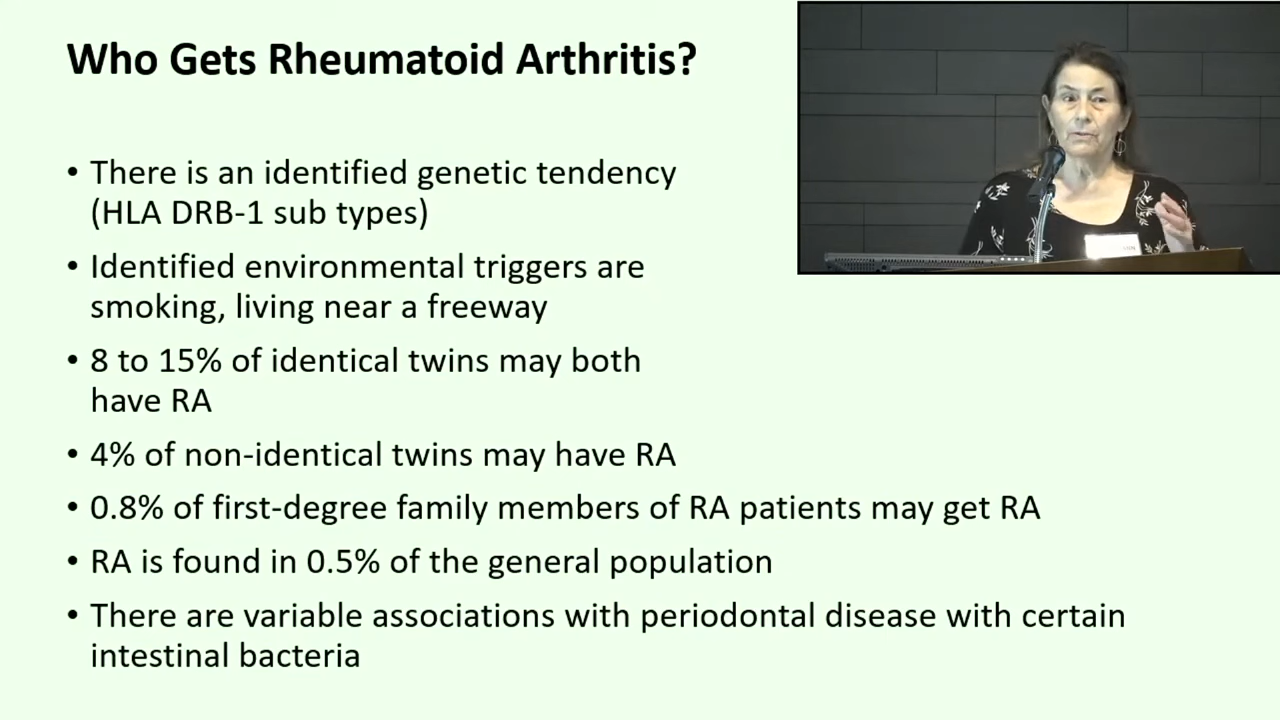 Who Gets Rheumatoid Arthritis?
• There is an identified genetic tendency
(HLA DRB-1 sub types)
• Identified environmental triggers are
smoking, living near a freeway
• 8 to 15% of identical twins may both
have RA
• 4% of non-identical twins may have RA
• 0.8% of first-degree family members of RA patients may get RA
• RA is found in 0.5% of the general population
• There are variable associations with periodontal disease with certain
intestinal bacteria